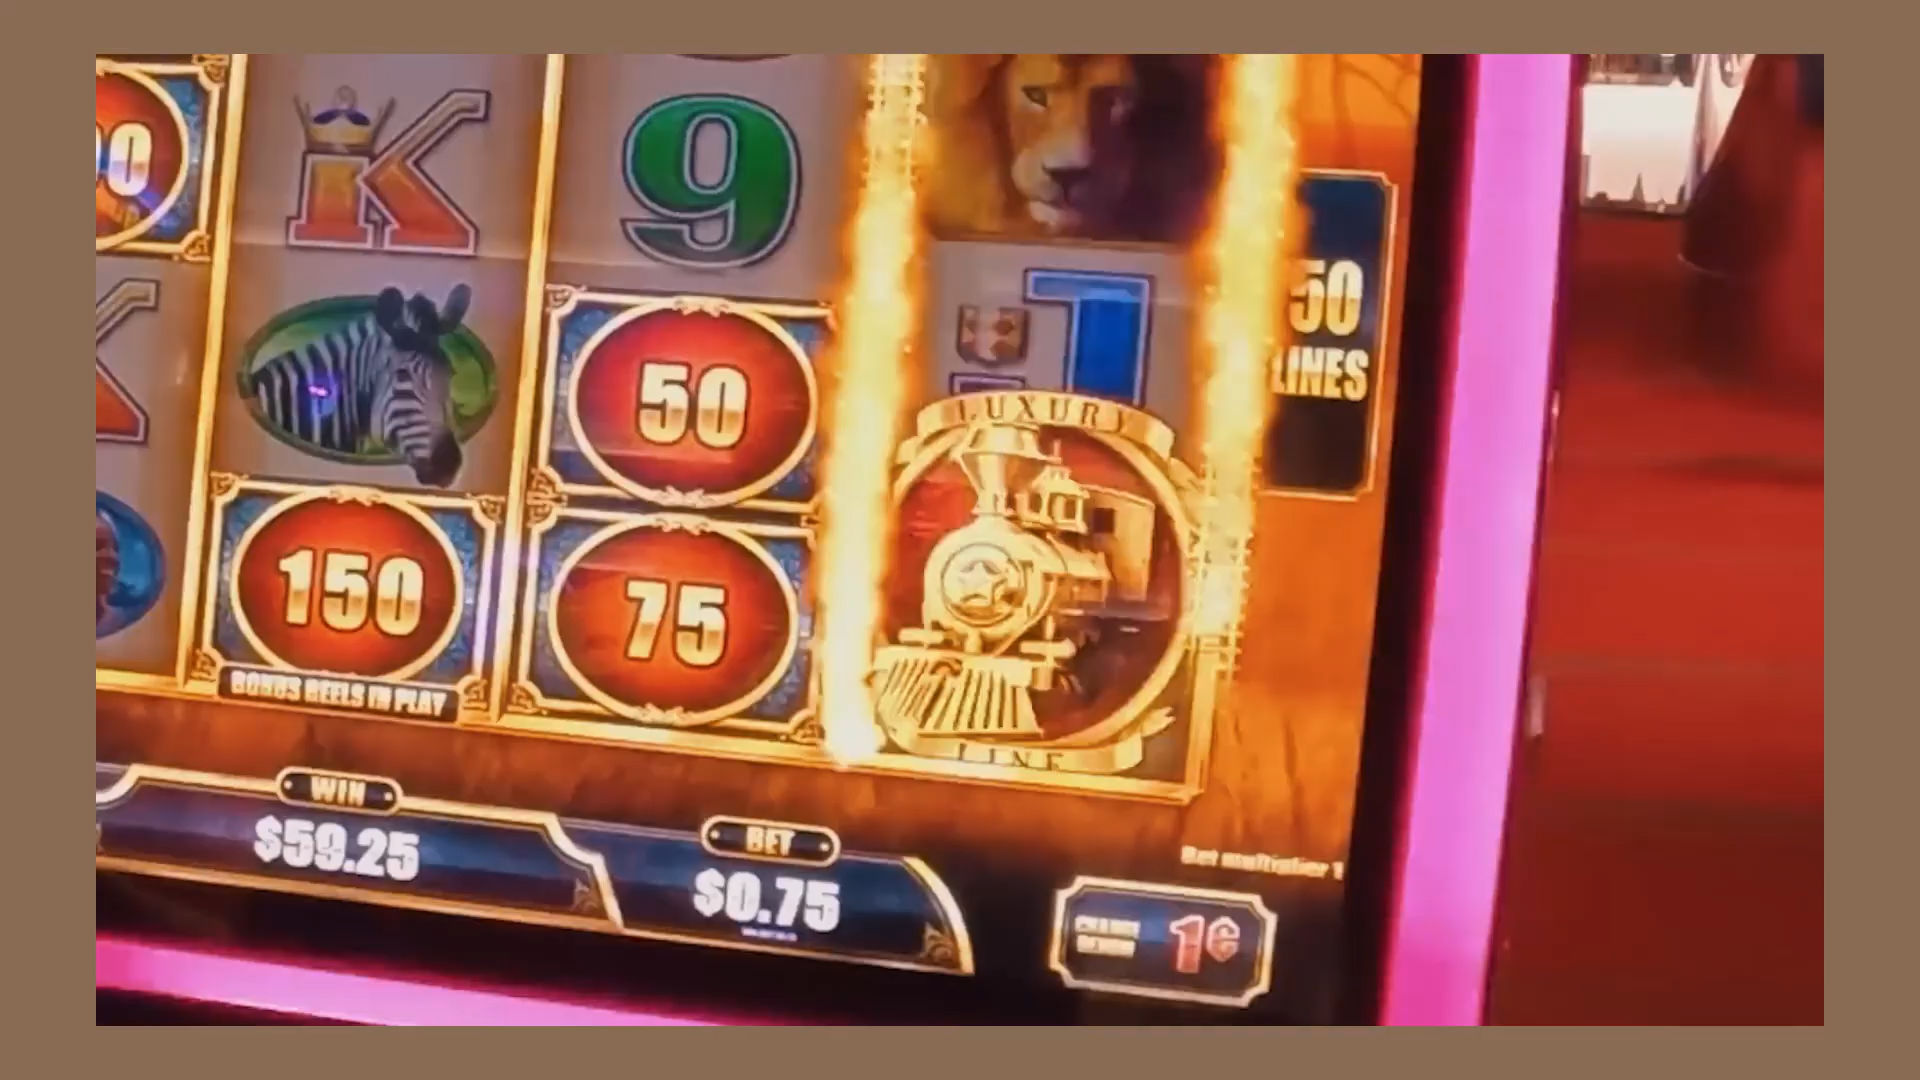 K
9
50
LINES
J
50
LUXURY
LINE
150
75
BONUS REELS IN PLAY
WIN
$59.25
BET
$0.75
Bet multiplier 1
1¢